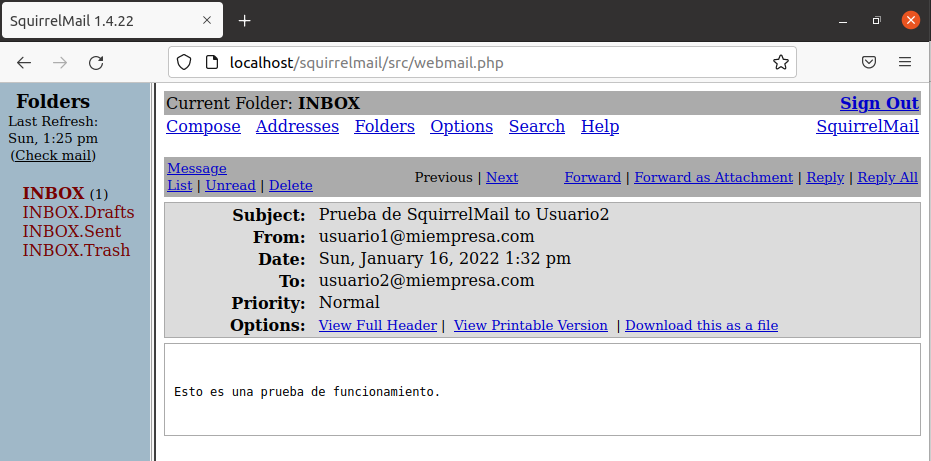 SquirrelMail 1.4.22
localhost/squirrelmail/src/webmail.php
Folders
Last Refresh:
Sun, 1:25 pm
(Check mail)
INBOX (1)
INBOX.Drafts
INBOX.Sent
INBOX.Trash
Current Folder: INBOX Sign Out
Compose Addresses Folders Options Search Help SquirrelMail
Message
List | Unread | Delete Previous | Next Forward | Forward as Attachment | Reply | Reply All
Subject: Prueba de SquirrelMail to Usuario2
From: usuario1@miempresa.com
Date: Sun, January 16, 2022 1:32 pm
To: usuario2@miempresa.com
Priority: Normal
Options: View Full Header | View Printable Version | Download this as a file
Esto es una prueba de funcionamiento.